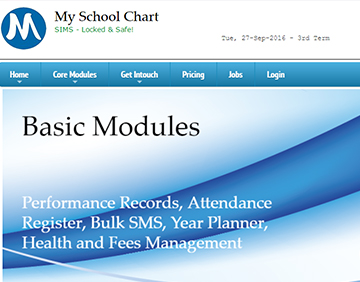 M
My School Chart
SIMS - Locked & Safe!
Tue, 27-Sep-2016 - 3rd Term
Home Core Modules Get Intouch Pricing Jobs Login
Basic Modules
Performance Records, Attendance
Register, Bulk SMS, Year Planner,
Health and Fees Management